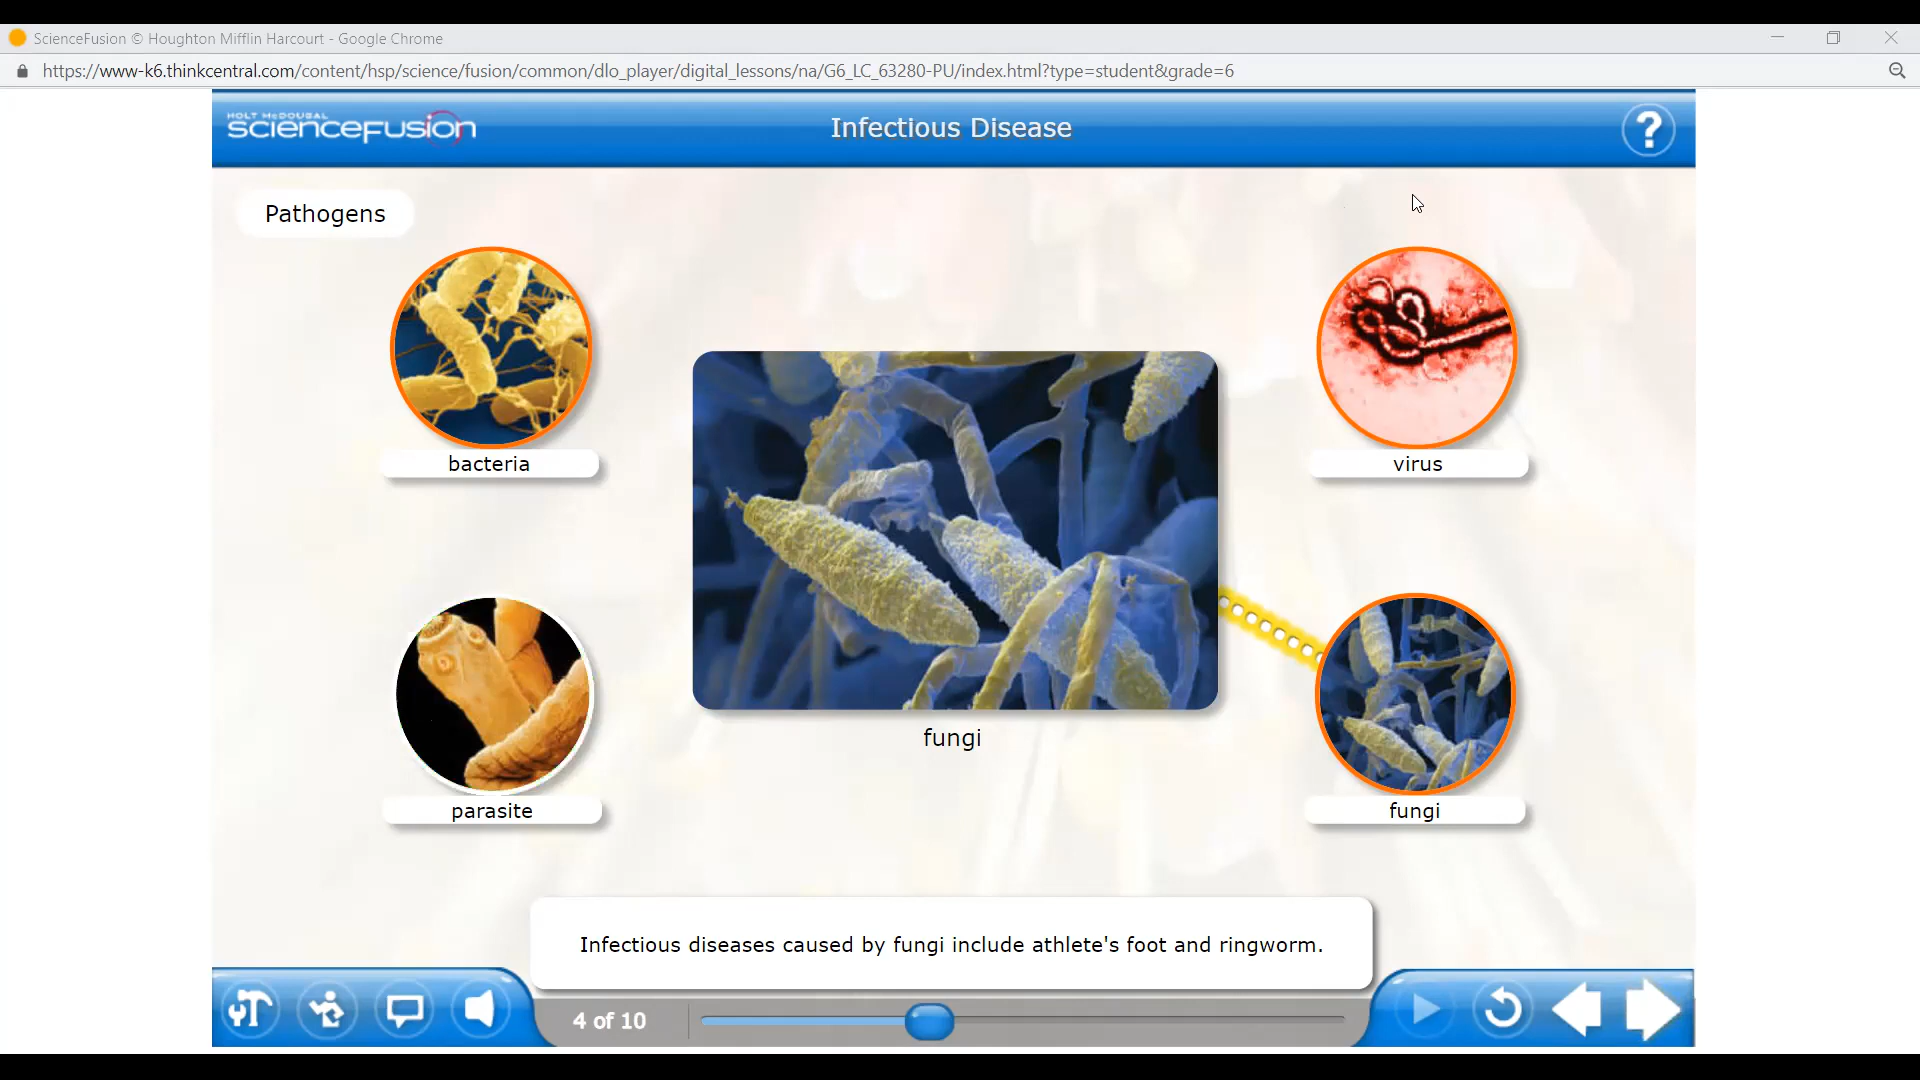 ScienceFusion © Houghton Mifflin Harcourt - Google Chrome
https://www-k6.thinkcentral.com/content/hsp/science/fusion/common/dlo_player/digital_lessons/na/G6_LC_63280-PU/index.html?type=student&grade=6
HOLT McDOUGAL
scienceFusion
Infectious Disease
?
Pathogens
bacteria
virus
parasite
fungi
fungi
Infectious diseases caused by fungi include athlete's foot and ringworm.
4 of 10